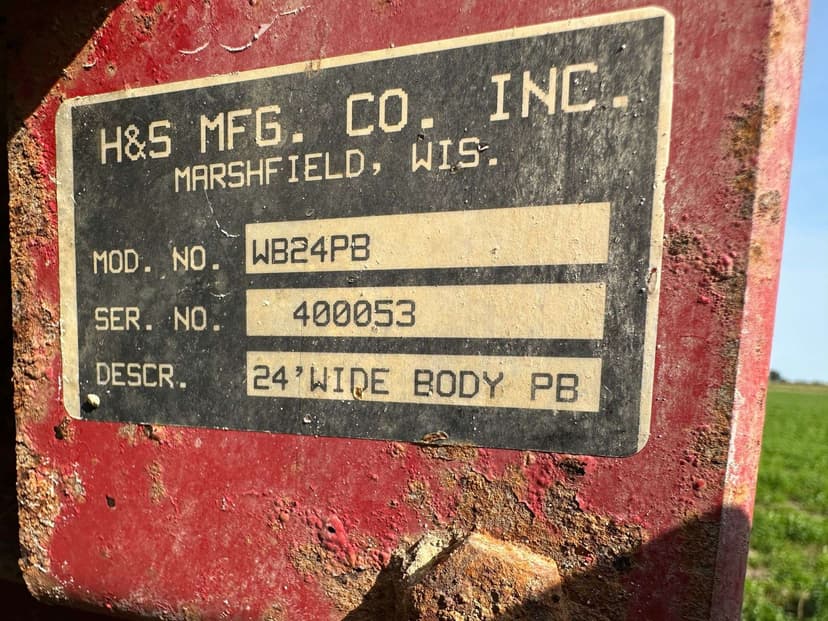 H&S MFG. CO. INC.
MARSHFIELD, WIS.
MOD. NO. WB24PB
SER. NO. 400053
DESCR. 24'WIDE BODY PB